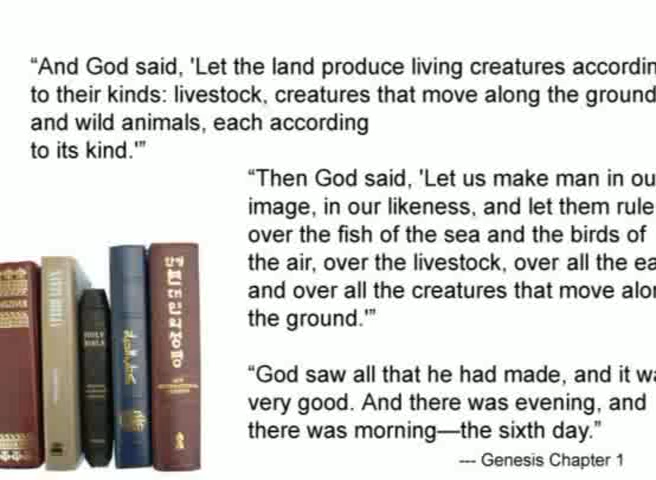 “And God said, 'Let the land produce living creatures accordin
to their kinds: livestock, creatures that move along the ground
and wild animals, each according
to its kind.'”
“Then God said, 'Let us make man in ou
image, in our likeness, and let them rule
over the fish of the sea and the birds of
the air, over the livestock, over all the ea
and over all the creatures that move alon
the ground.'”
“God saw all that he had made, and it wa
very good. And there was evening, and
there was morning—the sixth day.”
--- Genesis Chapter 1
HOLY
BIBLE